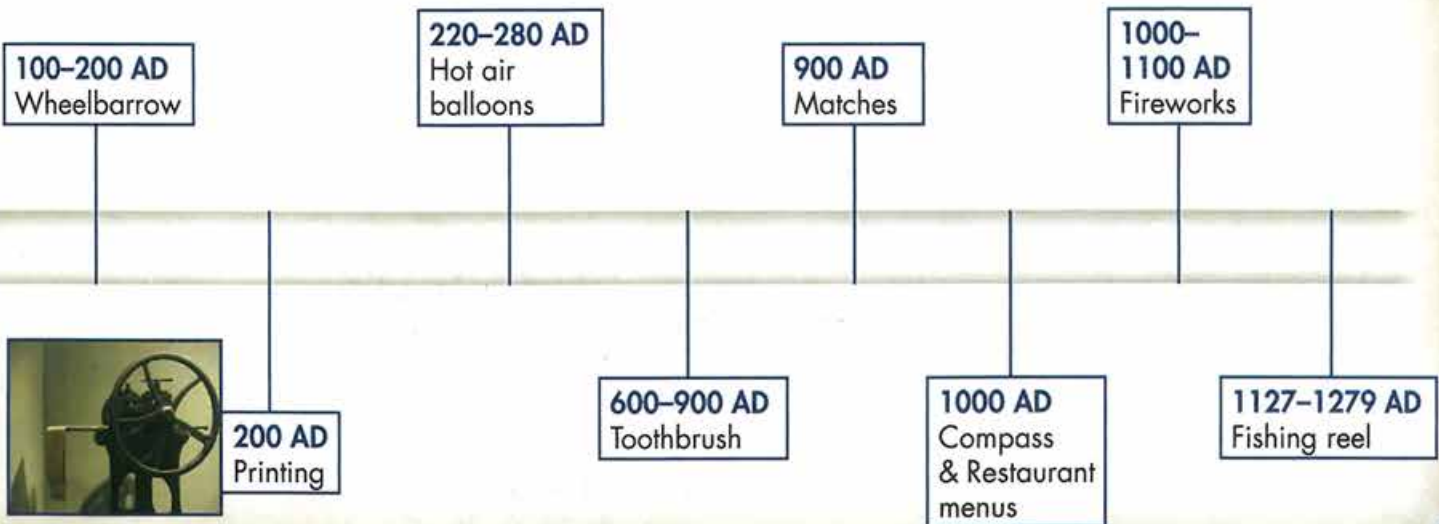 100–200 AD
Wheelbarrow
200 AD
Printing
220–280 AD
Hot air
balloons
600–900 AD
Toothbrush
900 AD
Matches
1000 AD
Compass
& Restaurant
menus
1000–
1100 AD
Fireworks
1127–1279 AD
Fishing reel